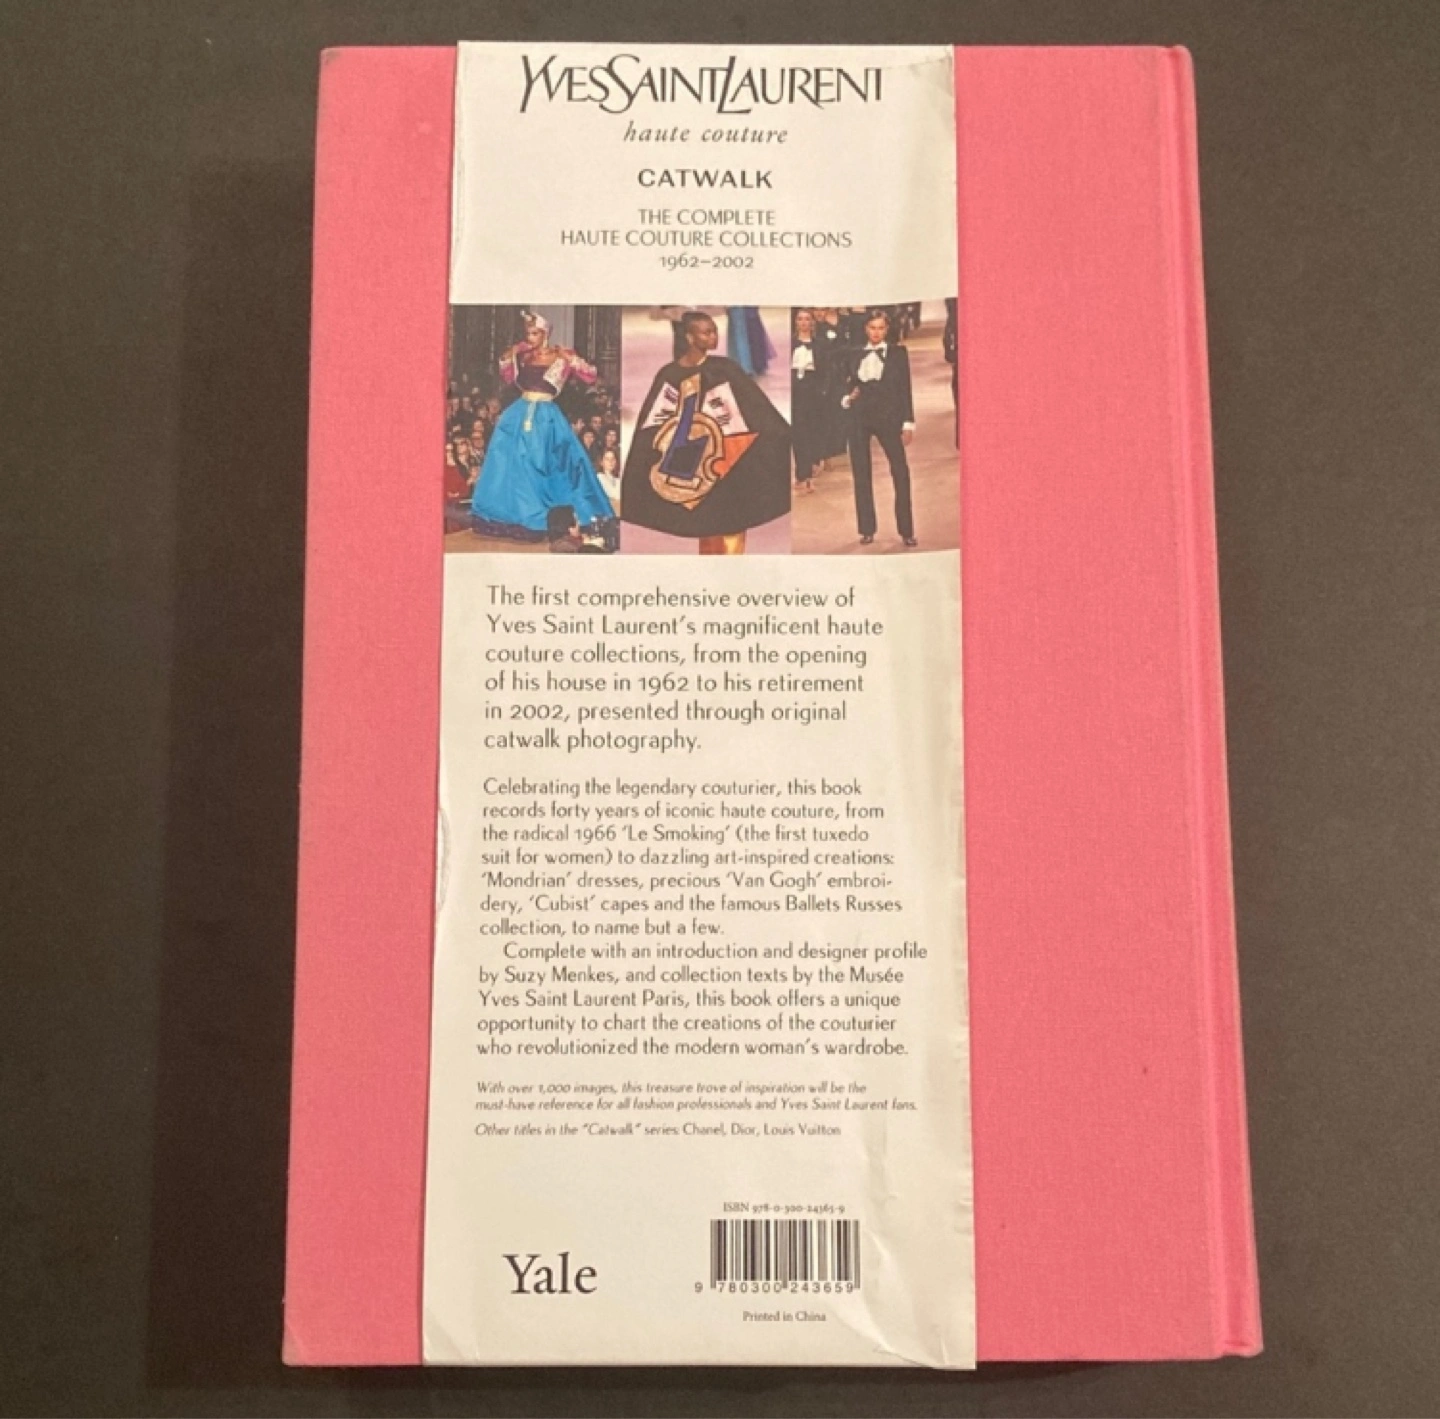 YVESSAINTLAURENT
haute couture
CATWALK
THE COMPLETE
HAUTE COUTURE COLLECTIONS
1962–2002
The first comprehensive overview of
Yves Saint Laurent's magnificent haute
couture collections, from the opening
of his house in 1962 to his retirement
in 2002, presented through original
catwalk photography.
Celebrating the legendary couturier, this book
records forty years of iconic haute couture, from
the radical 1966 'Le Smoking' (the first tuxedo
suit for women) to dazzling art-inspired creations:
'Mondrian' dresses, precious 'Van Gogh' embroi-
dery, 'Cubist' capes and the famous Ballets Russes
collection, to name but a few.
Complete with an introduction and designer profile
by Suzy Menkes, and collection texts by the Musée
Yves Saint Laurent Paris, this book offers a unique
opportunity to chart the creations of the couturier
who revolutionized the modern woman's wardrobe.
With over 1,000 images, this treasure trove of inspiration will be the
must-have reference for all fashion professionals and Yves Saint Laurent fans.
Other titles in the "Catwalk" series: Chanel, Dior, Louis Vuitton
ISBN 978-0-300-24365-9
Yale
9 780300 243659
Printed in China